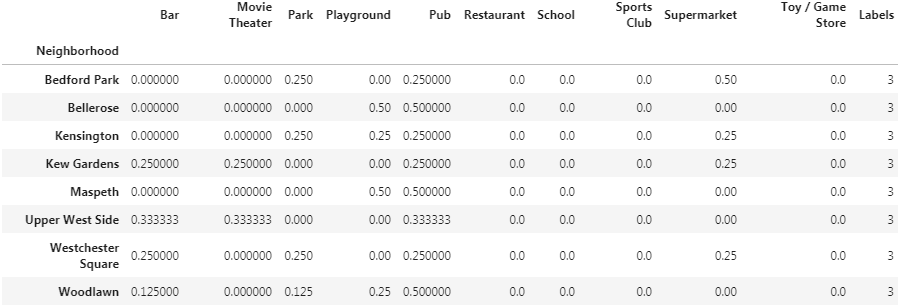 Bar Movie Theater Park Playground Pub Restaurant School Sports Club Supermarket Toy / Game Store Labels
Neighborhood
Bedford Park 0.000000 0.000000 0.250 0.00 0.250000 0.0 0.0 0.0 0.50 0.0 3
Bellerose 0.000000 0.000000 0.000 0.50 0.500000 0.0 0.0 0.0 0.00 0.0 3
Kensington 0.000000 0.000000 0.250 0.25 0.250000 0.0 0.0 0.0 0.25 0.0 3
Kew Gardens 0.250000 0.250000 0.000 0.00 0.250000 0.0 0.0 0.0 0.25 0.0 3
Maspeth 0.000000 0.000000 0.000 0.50 0.500000 0.0 0.0 0.0 0.00 0.0 3
Upper West Side 0.333333 0.333333 0.000 0.00 0.333333 0.0 0.0 0.0 0.00 0.0 3
Westchester Square 0.250000 0.000000 0.250 0.00 0.250000 0.0 0.0 0.0 0.25 0.0 3
Woodlawn 0.125000 0.000000 0.125 0.25 0.500000 0.0 0.0 0.0 0.00 0.0 3